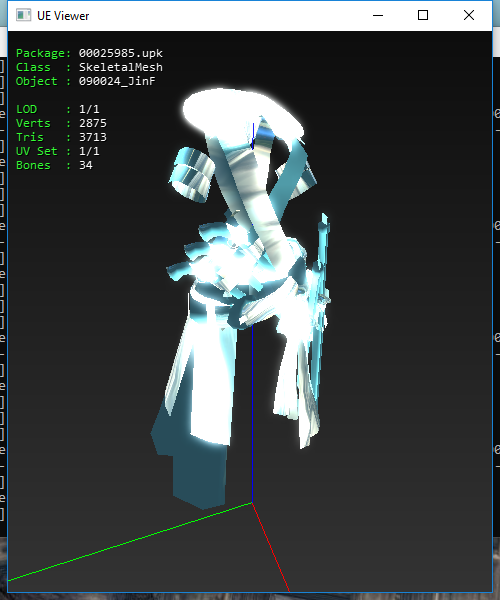 UE Viewer
Package: 00025985.upk
Class : SkeletalMesh
Object : 090024_JinF
LOD : 1/1
Verts : 2875
Tris : 3713
UV Set : 1/1
Bones : 34